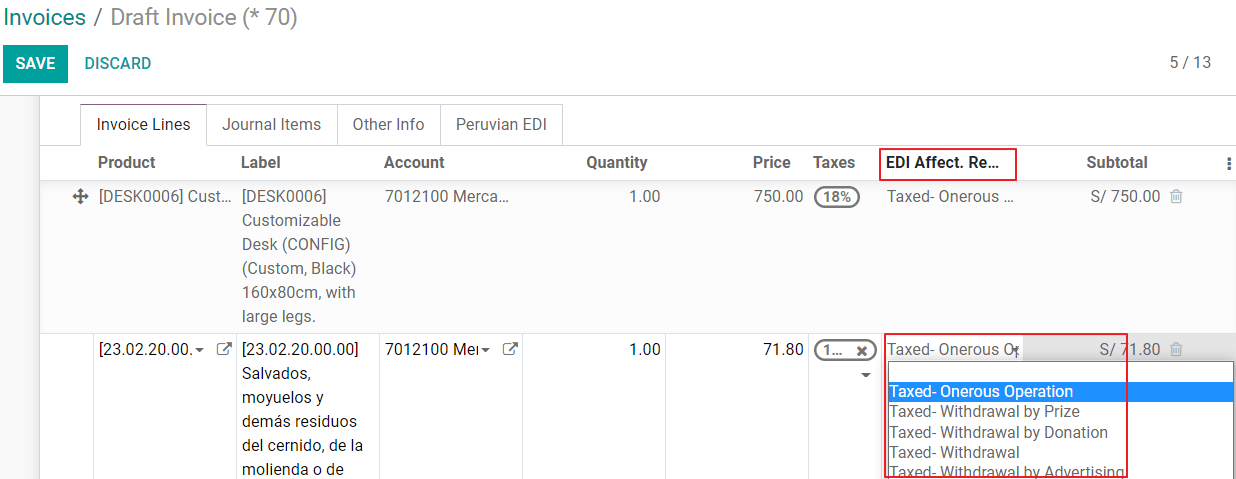 Invoices / Draft Invoice (* 70)
SAVE DISCARD 5 / 13
Invoice Lines Journal Items Other Info Peruvian EDI
Product Label Account Quantity Price Taxes EDI Affect. Re... Subtotal
[DESK0006] Cust... [DESK0006] 7012100 Merca... 1.00 750.00 18% Taxed- Onerous ... S/ 750.00
Customizable
Desk (CONFIG)
(Custom, Black)
160x80cm, with
large legs.
[23.02.20.00. [23.02.20.00.00] 7012100 Mer 1.00 71.80 1... Taxed- Onerous Op S/ 71.80
Salvados,
moyuelos y
demás residuos
del cernido, de la
molienda o de
Taxed- Onerous Operation
Taxed- Withdrawal by Prize
Taxed- Withdrawal by Donation
Taxed- Withdrawal
Taxed- Withdrawal by Advertising